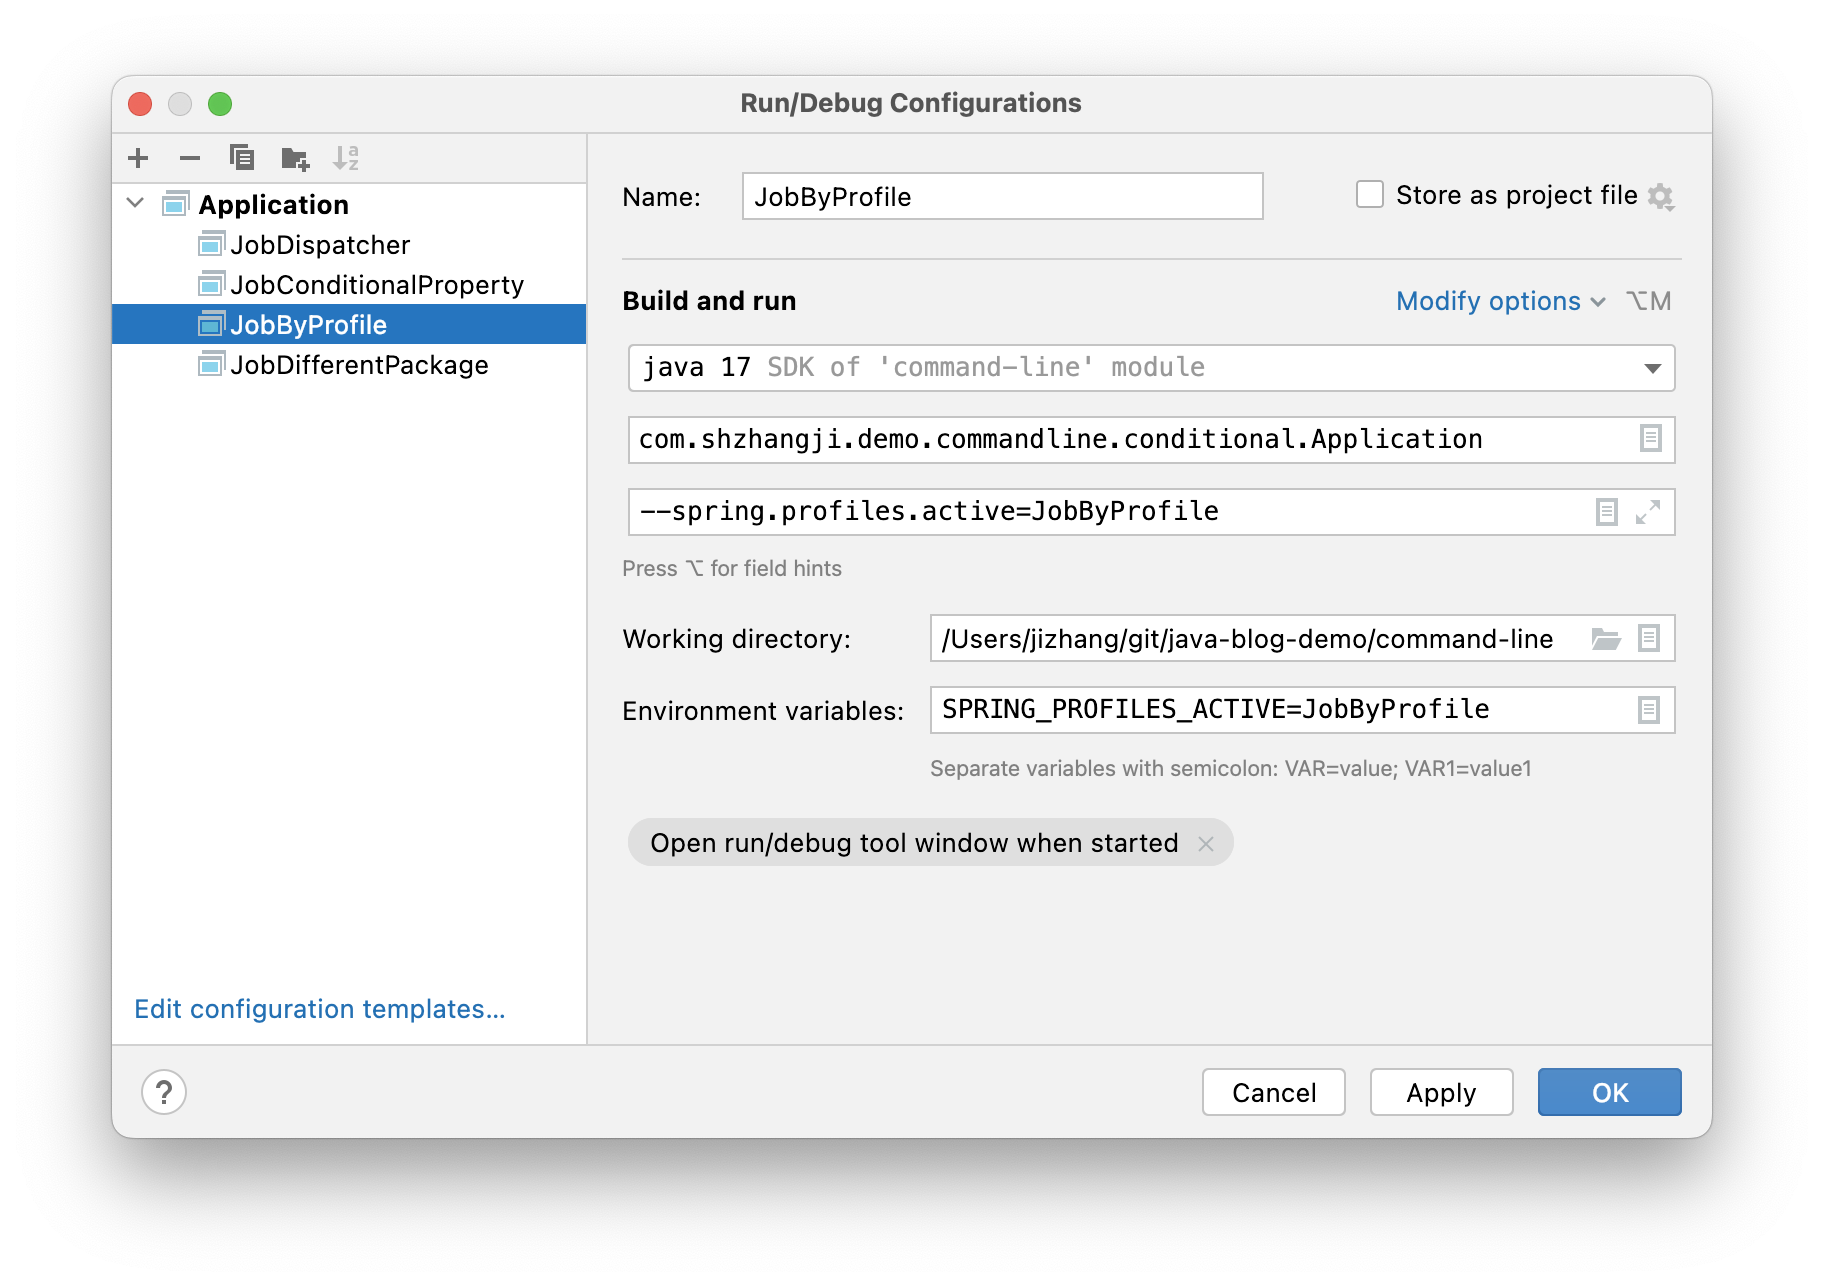 Run/Debug Configurations
Application
JobDispatcher
JobConditionalProperty
JobByProfile
JobDifferentPackage
Edit configuration templates...
Name: JobByProfile Store as project file
Build and run Modify options ⌥M
java 17 SDK of 'command-line' module
com.shzhangji.demo.commandline.conditional.Application
--spring.profiles.active=JobByProfile
Press ⌥ for field hints
Working directory: /Users/jizhang/git/java-blog-demo/command-line
Environment variables: SPRING_PROFILES_ACTIVE=JobByProfile
Separate variables with semicolon: VAR=value; VAR1=value1
Open run/debug tool window when started
? Cancel Apply OK